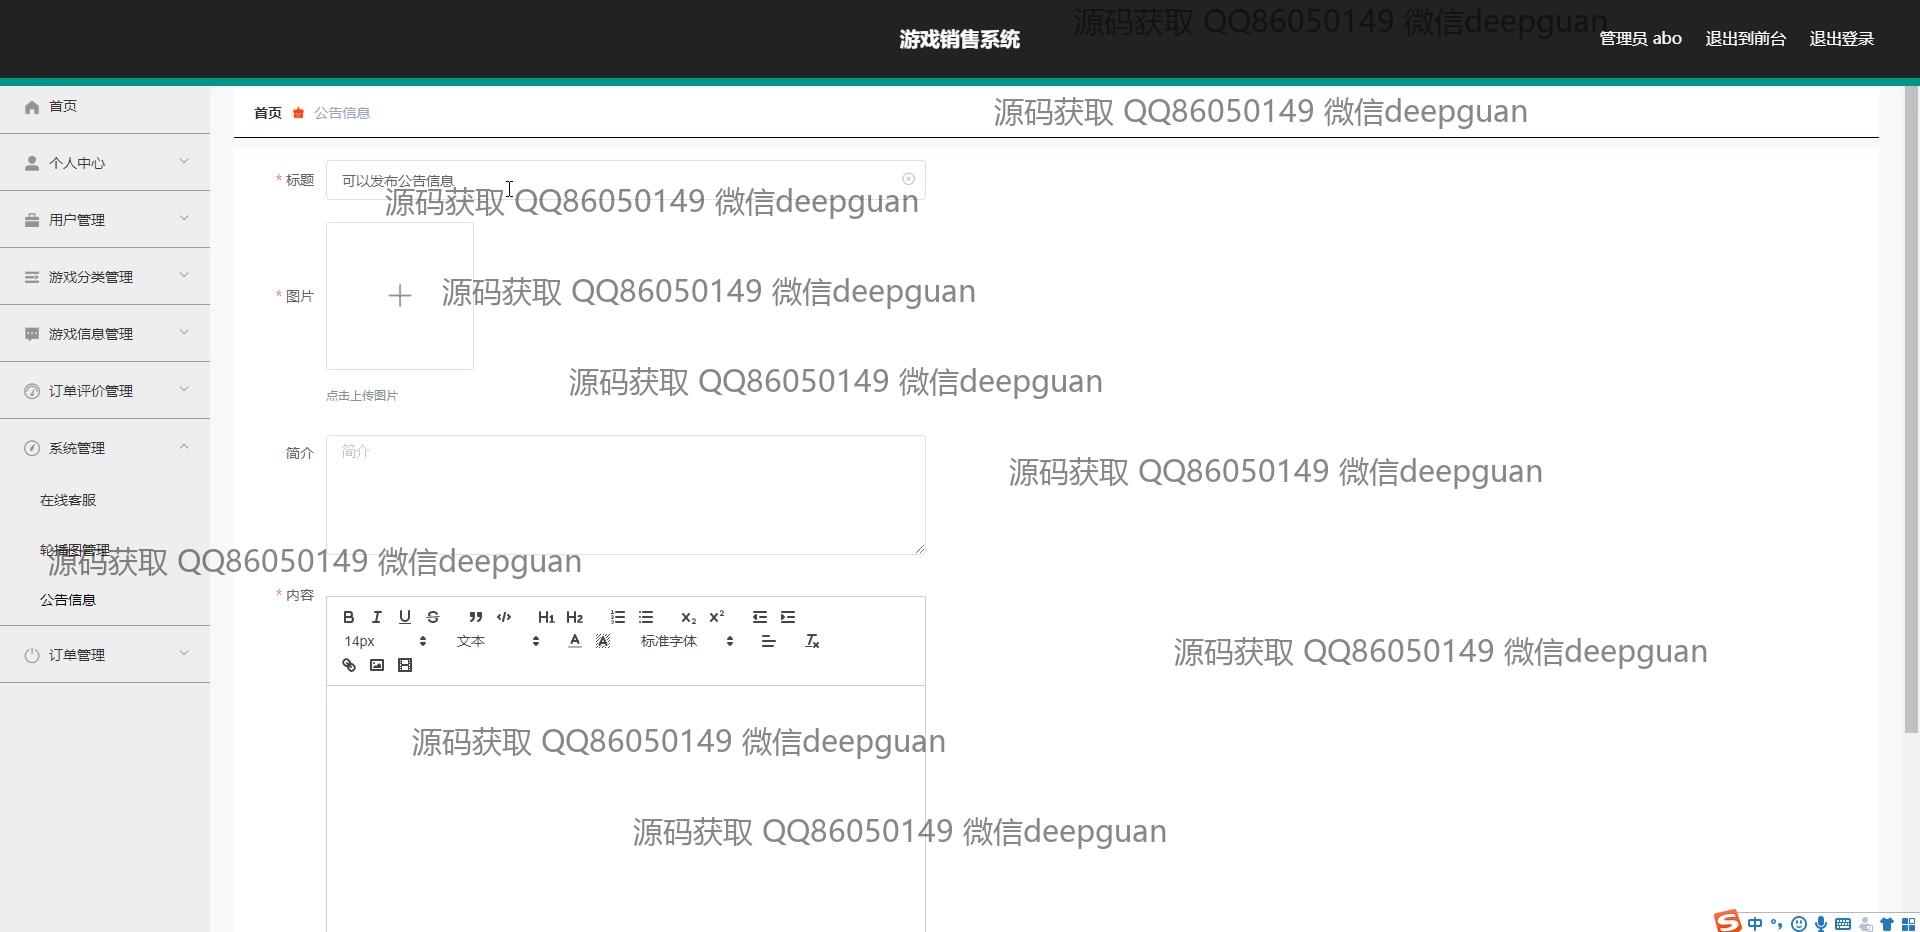 游戏销售系统
源码获取 QQ86050149 微信deepguan
管理员 abo
退出到前台
退出登录
首页
个人中心
用户管理
游戏分类管理
游戏信息管理
订单评价管理
系统管理
在线客服
轮播图管理
公告信息
订单管理
首页 公告信息
源码获取 QQ86050149 微信deepguan
* 标题 可以发布公告信息
源码获取 QQ86050149 微信deepguan
* 图片
源码获取 QQ86050149 微信deepguan
点击上传图片
源码获取 QQ86050149 微信deepguan
简介 简介
源码获取 QQ86050149 微信deepguan
源码获取 QQ86050149 微信deepguan
* 内容
B I U S H1 H2 x2 x2
14px 文本 A A 标准字体 Tx
源码获取 QQ86050149 微信deepguan
源码获取 QQ86050149 微信deepguan
源码获取 QQ86050149 微信deepguan
S 中